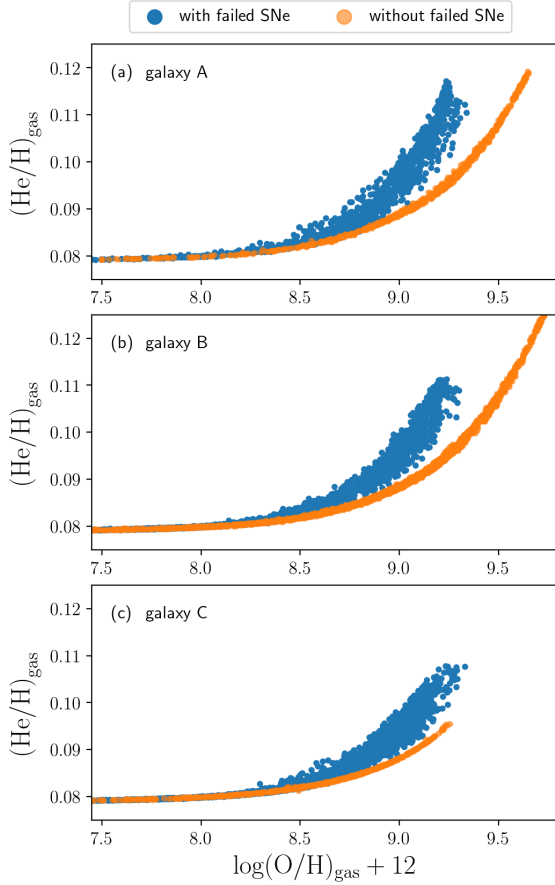 with failed SNe without failed SNe
(a) galaxy A
0.12
0.11
0.10
0.09
0.08
(He/H)gas
7.5 8.0 8.5 9.0 9.5
(b) galaxy B
0.12
0.11
0.10
0.09
0.08
(He/H)gas
7.5 8.0 8.5 9.0 9.5
(c) galaxy C
0.12
0.11
0.10
0.09
0.08
(He/H)gas
7.5 8.0 8.5 9.0 9.5
log(O/H)gas + 12